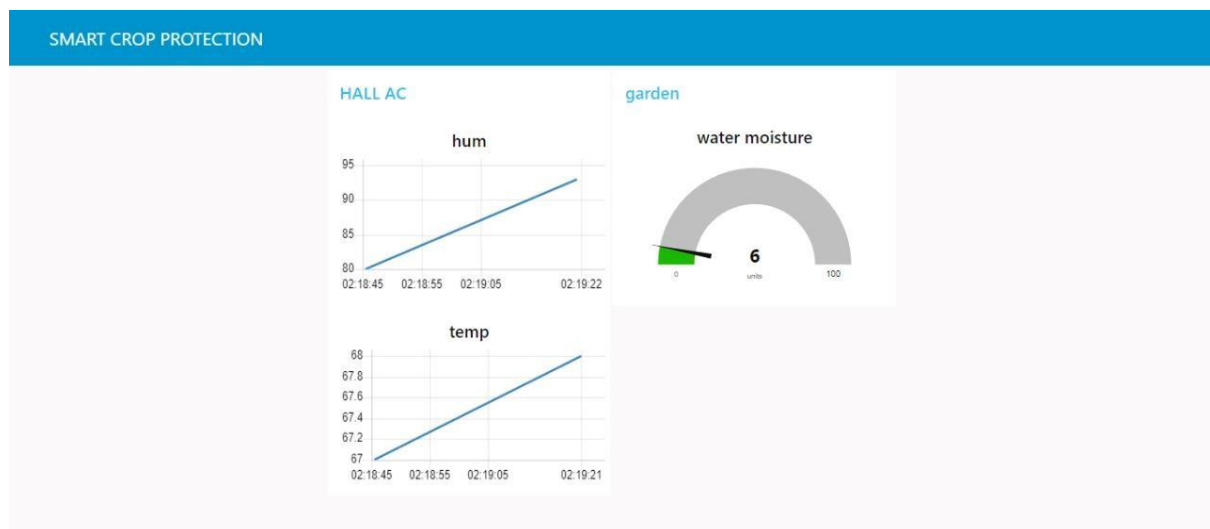 SMART CROP PROTECTION
HALL AC
hum
95
90
85
80
02:18:45 02:18:55 02:19:05 02:19:22
temp
68
67.8
67.6
67.4
67.2
67
02:18:45 02:18:55 02:19:05 02:19:21
garden
water moisture
6
0 units 100